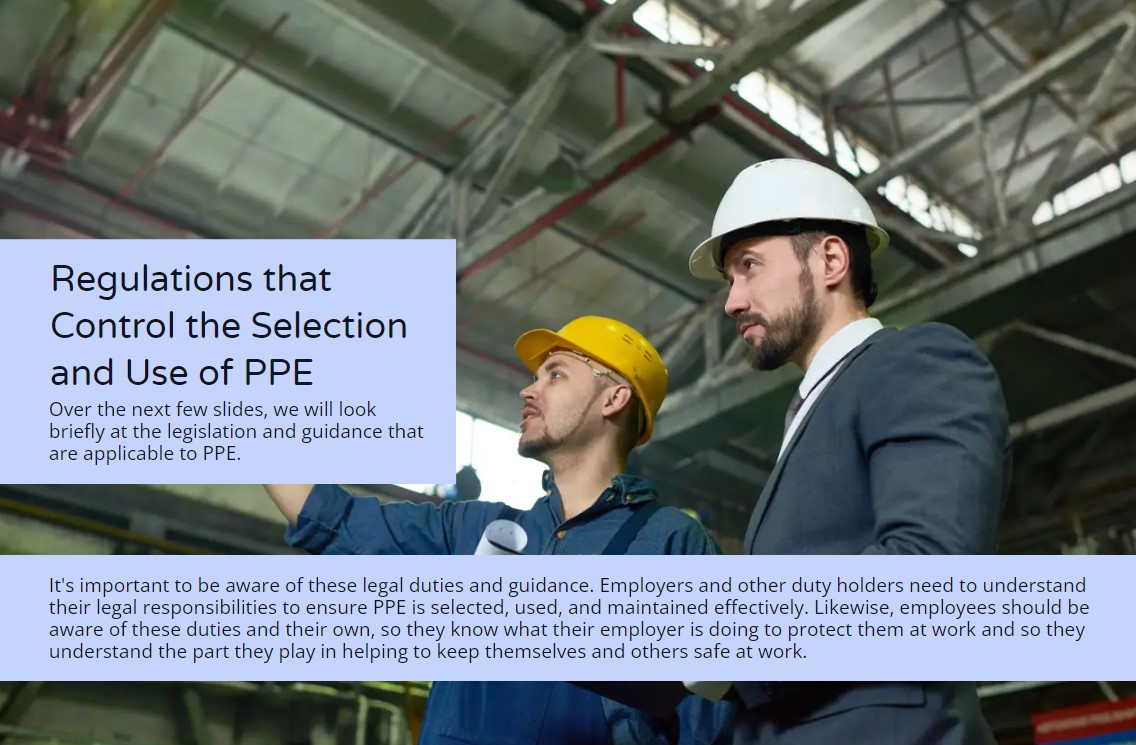 Regulations that
Control the Selection
and Use of PPE
Over the next few slides, we will look
briefly at the legislation and guidance that
are applicable to PPE.
It's important to be aware of these legal duties and guidance. Employers and other duty holders need to understand
their legal responsibilities to ensure PPE is selected, used, and maintained effectively. Likewise, employees should be
aware of these duties and their own, so they know what their employer is doing to protect them at work and so they
understand the part they play in helping to keep themselves and others safe at work.